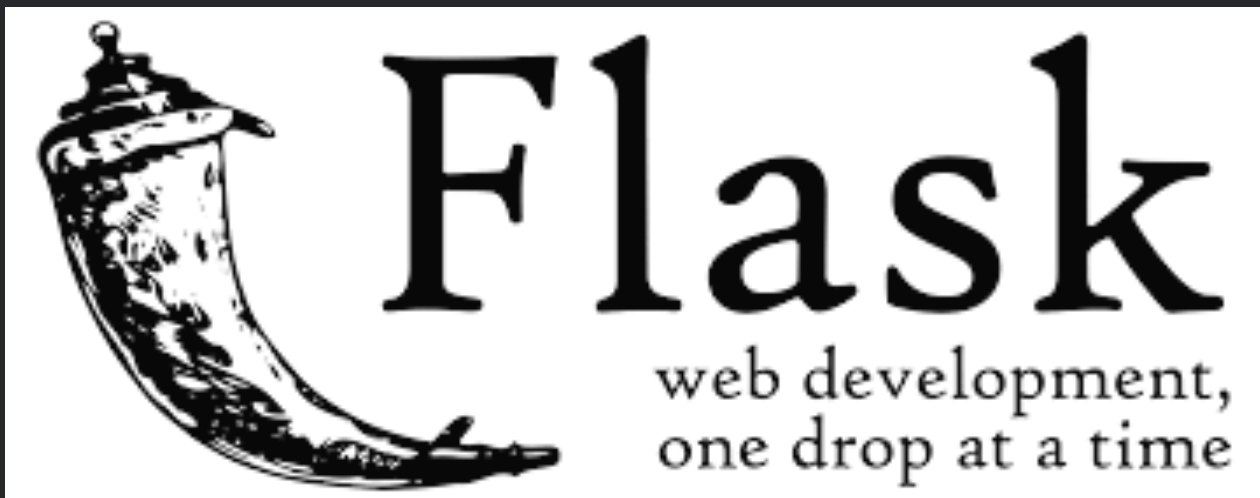 Flask
web development,
one drop at a time